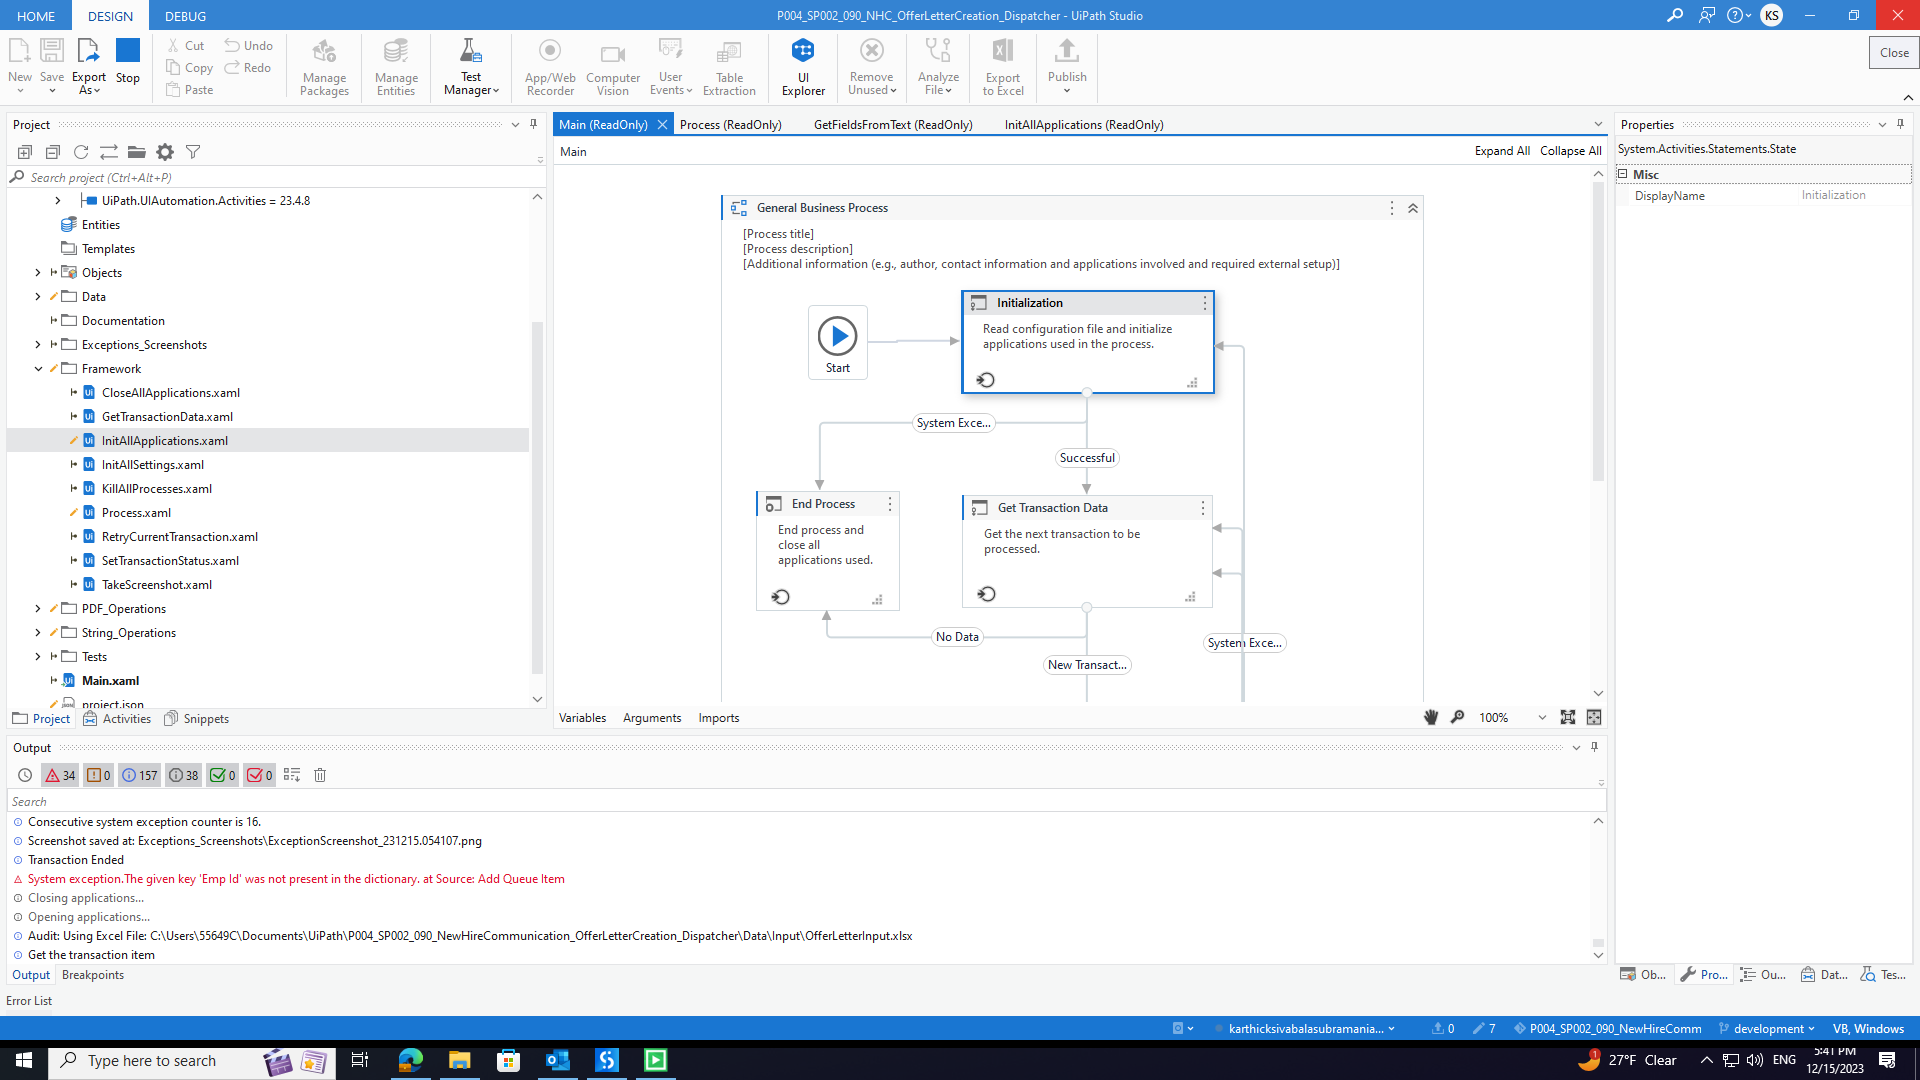 HOME DESIGN DEBUG
P004_SP002_090_NHC_OfferLetterCreation_Dispatcher - UiPath Studio
KS
New
Save
Export As
Stop
Cut
Copy
Paste
Undo
Redo
Manage Packages
Manage Entities
Test Manager
App/Web Recorder
Computer Vision
User Events
Table Extraction
UI Explorer
Remove Unused
Analyze File
Export to Excel
Publish
Close
Project
Search project (Ctrl+Alt+P)
UiPath.UIAutomation.Activities = 23.4.8
Entities
Templates
Objects
Data
Documentation
Exceptions_Screenshots
Framework
CloseAllApplications.xaml
GetTransactionData.xaml
InitAllApplications.xaml
InitAllSettings.xaml
KillAllProcesses.xaml
Process.xaml
RetryCurrentTransaction.xaml
SetTransactionStatus.xaml
TakeScreenshot.xaml
PDF_Operations
String_Operations
Tests
Main.xaml
project.json
Project Activities Snippets
Main (ReadOnly) Process (ReadOnly) GetFieldsFromText (ReadOnly) InitAllApplications (ReadOnly)
Main
Expand All Collapse All
General Business Process
[Process title]
[Process description]
[Additional information (e.g., author, contact information and applications involved and required external setup)]
Start
Initialization
Read configuration file and initialize
applications used in the process.
System Exce...
Successful
End Process
End process and
close all
applications used.
Get Transaction Data
Get the next transaction to be
processed.
No Data
New Transact...
System Exce...
Variables Arguments Imports
100%
Properties
System.Activities.Statements.State
Misc
DisplayName Initialization
Output
34 0 157 38 0 0
Search
Consecutive system exception counter is 16.
Screenshot saved at: Exceptions_Screenshots\ExceptionScreenshot_231215.054107.png
Transaction Ended
System exception.The given key 'Emp Id' was not present in the dictionary. at Source: Add Queue Item
Closing applications...
Opening applications...
Audit: Using Excel File: C:\Users\55649C\Documents\UiPath\P004_SP002_090_NewHireCommunication_OfferLetterCreation_Dispatcher\Data\Input\OfferLetterInput.xlsx
Get the transaction item
Output Breakpoints
Ob... Pro... Ou... Dat... Tes...
Error List
karthicksivabalasubramania... 0 7 P004_SP002_090_NewHireComm development VB, Windows
Type here to search
1
27°F Clear
ENG
5:41 PM
12/15/2023